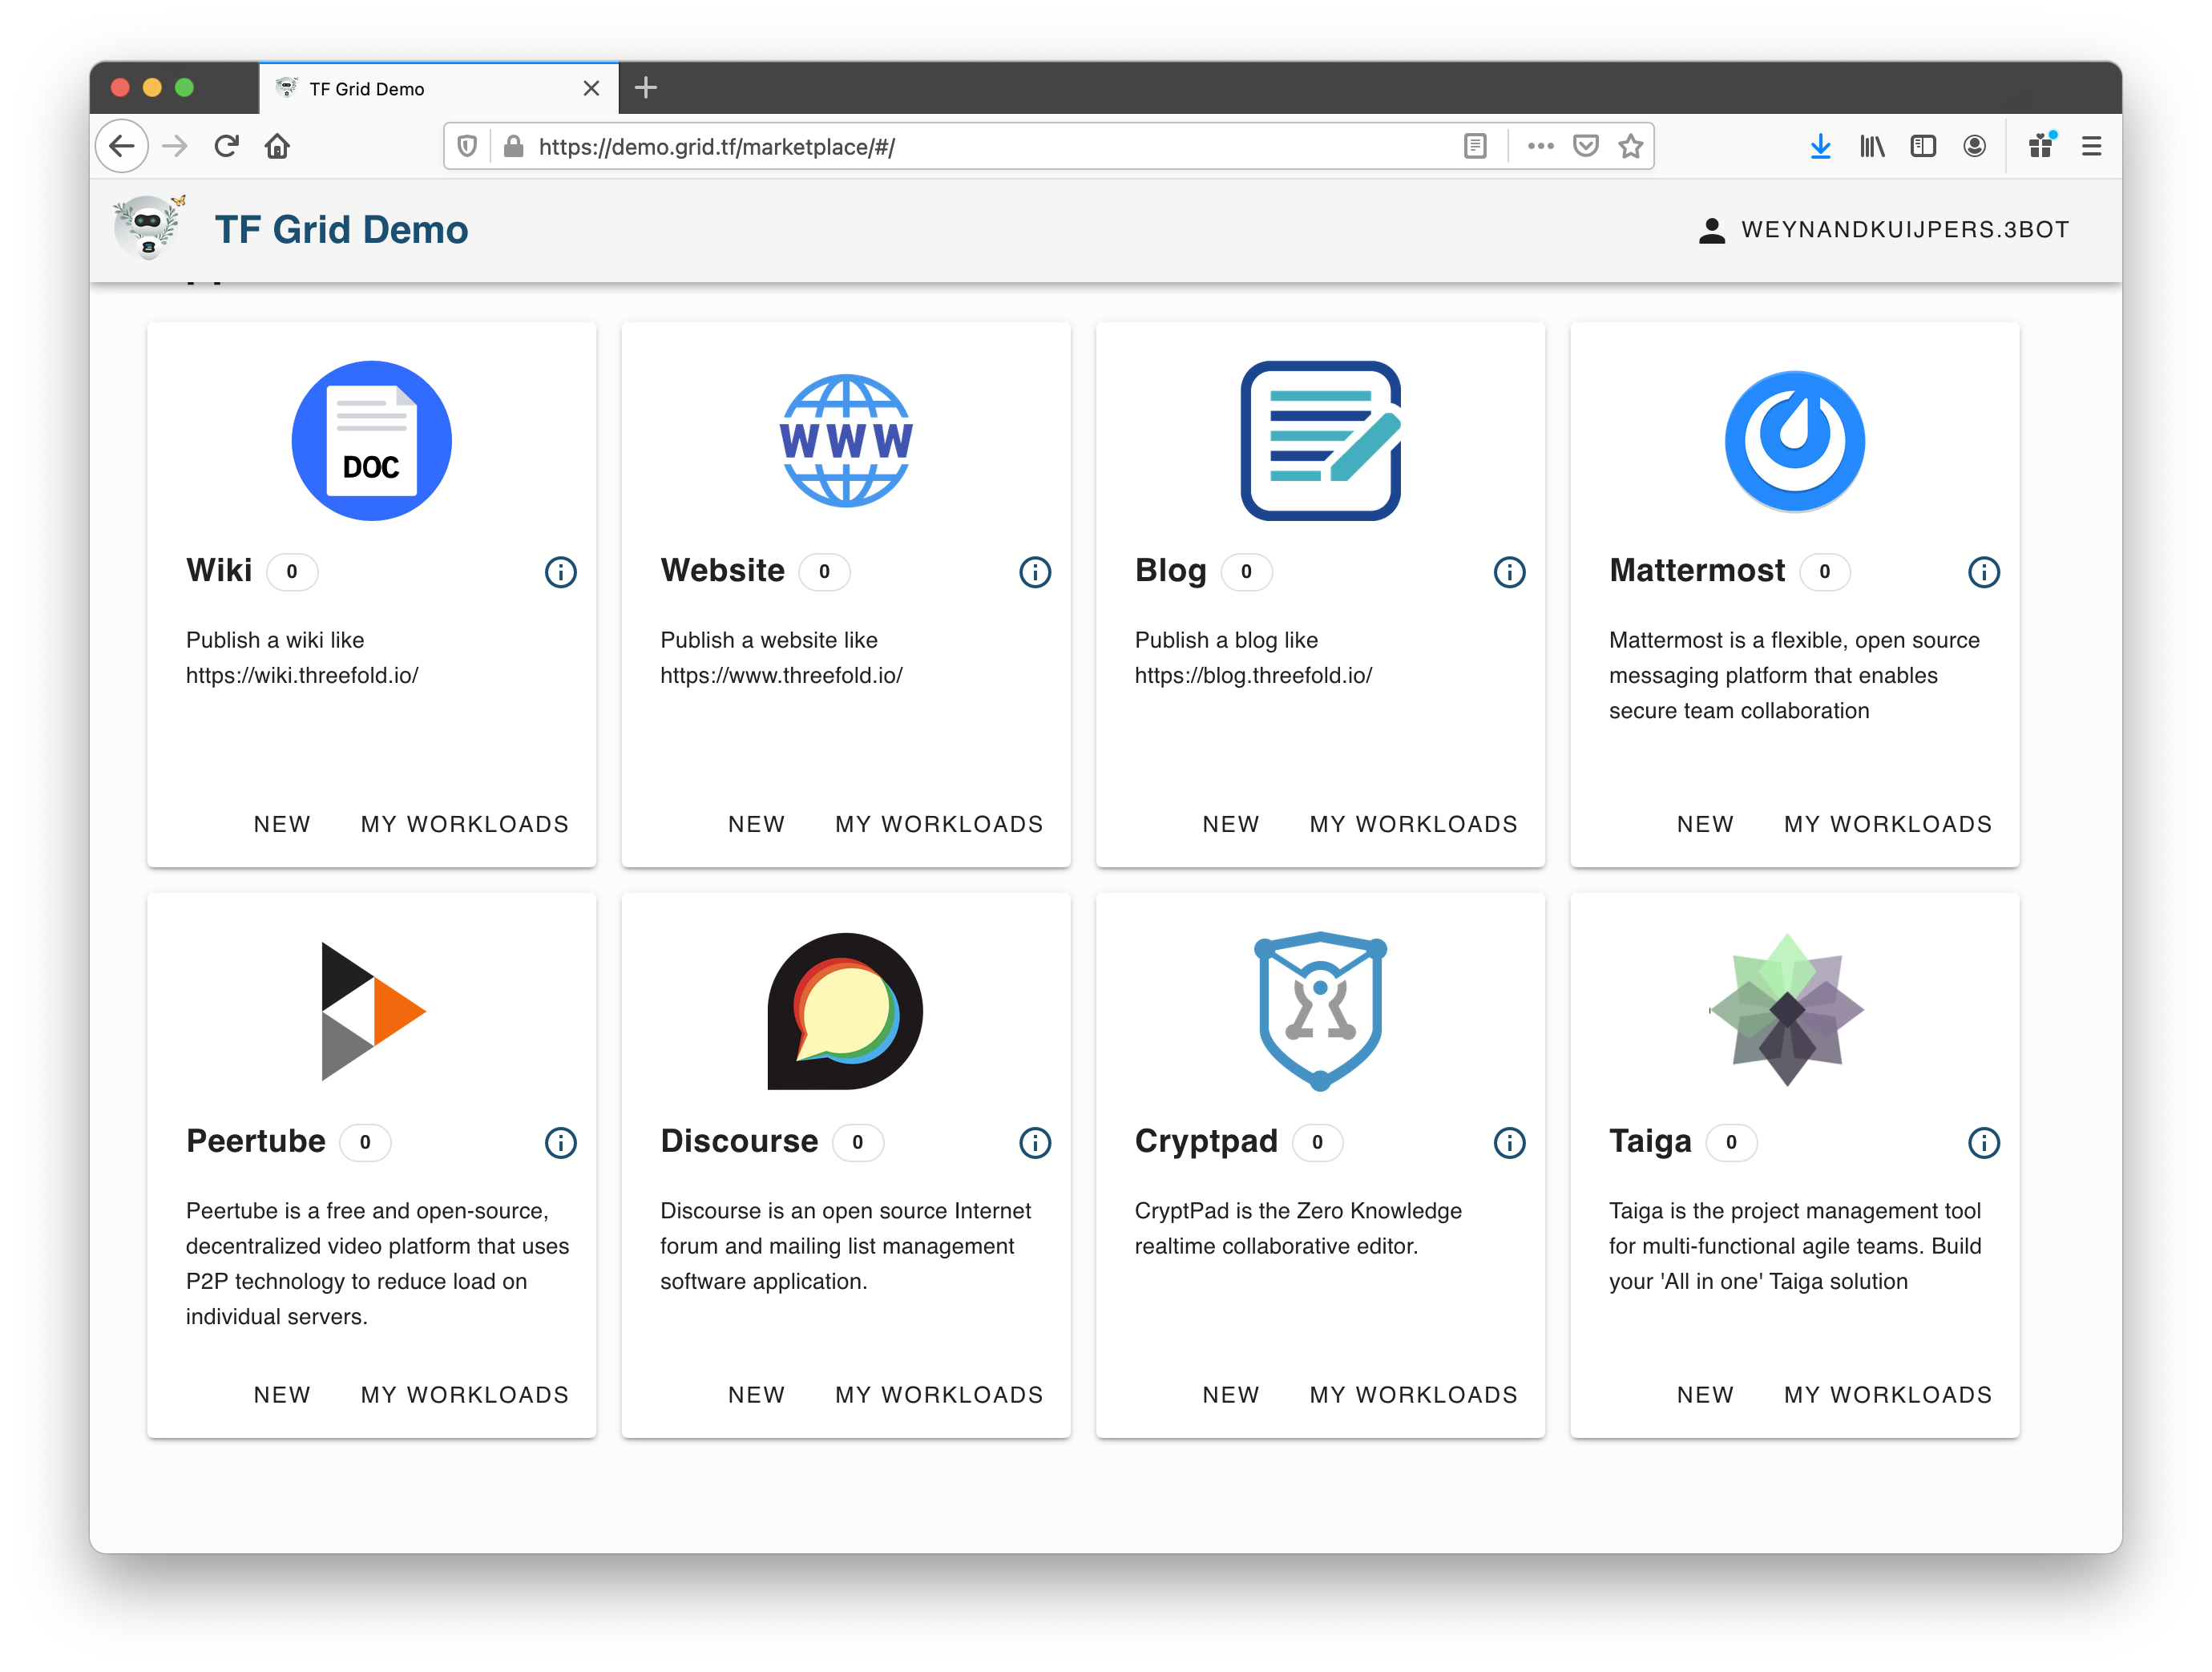 TF Grid Demo
https://demo.grid.tf/marketplace/#/
TF Grid Demo
WEYNANDKUIJPERS.3BOT
DOC
WWW
Wiki 0
Website 0
Blog 0
Mattermost 0
Publish a wiki like
https://wiki.threefold.io/
Publish a website like
https://www.threefold.io/
Publish a blog like
https://blog.threefold.io/
Mattermost is a flexible, open source
messaging platform that enables
secure team collaboration
NEW MY WORKLOADS
NEW MY WORKLOADS
NEW MY WORKLOADS
NEW MY WORKLOADS
Peertube 0
Discourse 0
Cryptpad 0
Taiga 0
Peertube is a free and open-source,
decentralized video platform that uses
P2P technology to reduce load on
individual servers.
Discourse is an open source Internet
forum and mailing list management
software application.
CryptPad is the Zero Knowledge
realtime collaborative editor.
Taiga is the project management tool
for multi-functional agile teams. Build
your 'All in one' Taiga solution
NEW MY WORKLOADS
NEW MY WORKLOADS
NEW MY WORKLOADS
NEW MY WORKLOADS